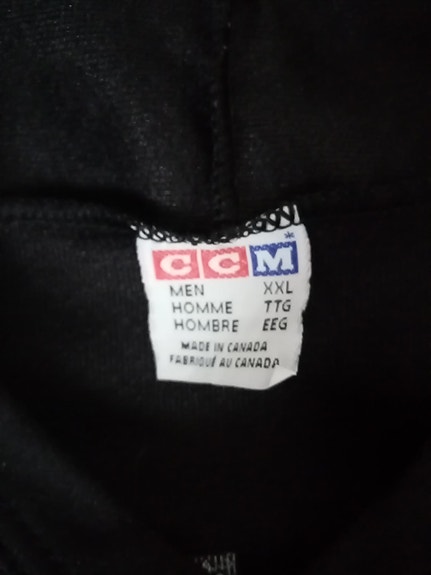 CCM*
MEN XXL
HOMME TTG
HOMBRE EEG
MADE IN CANADA
FABRIQUÉ AU CANADA